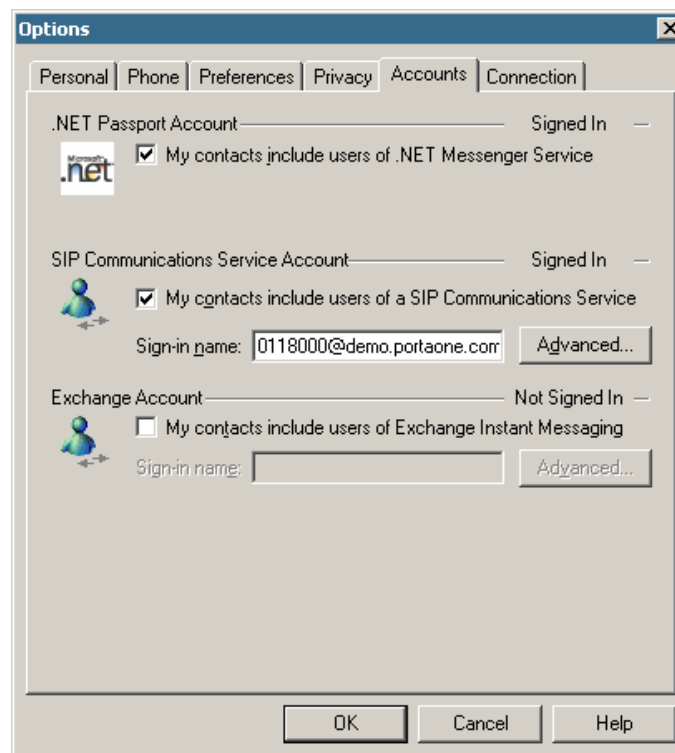 Options
Personal Phone Preferences Privacy Accounts Connection
.NET Passport Account Signed In
Microsoft
.net
My contacts include users of .NET Messenger Service
SIP Communications Service Account Signed In
My contacts include users of a SIP Communications Service
Sign-in name: 0118000@demo.portaone.com Advanced...
Exchange Account Not Signed In
My contacts include users of Exchange Instant Messaging
Sign-in name: Advanced...
OK Cancel Help